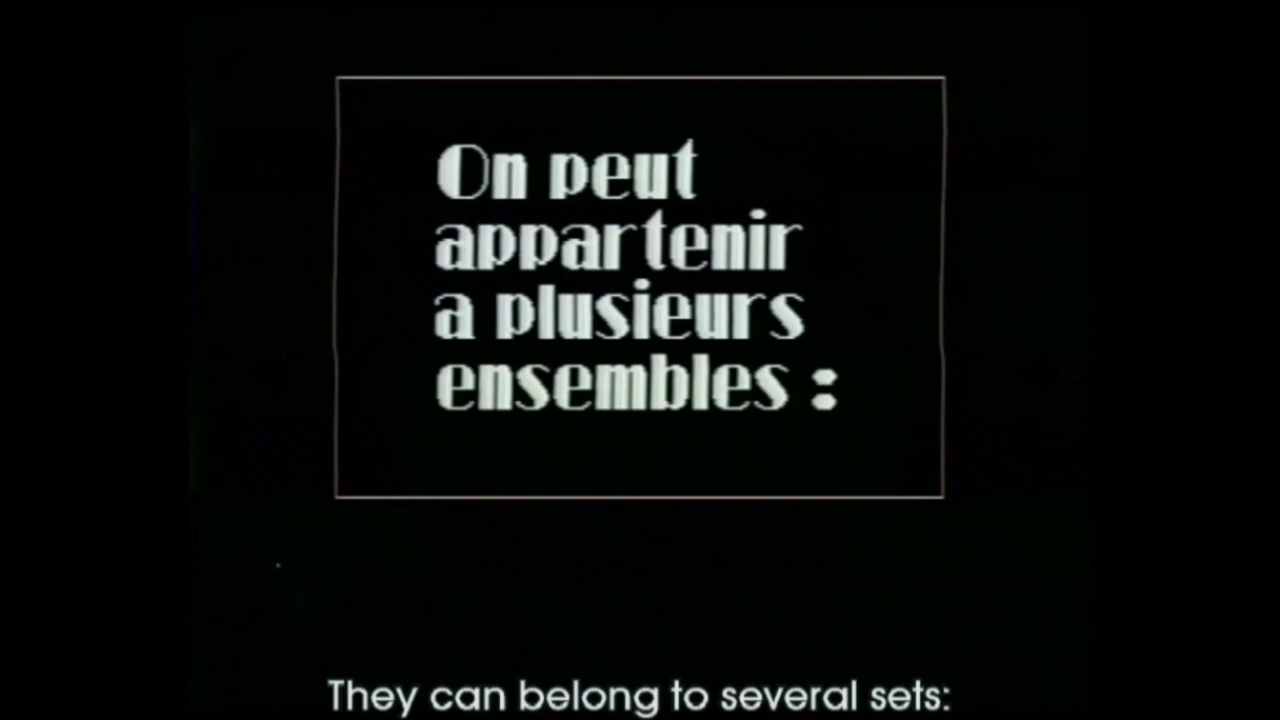 On peut
appartenir
a plusieurs
ensembles :
They can belong to several sets: